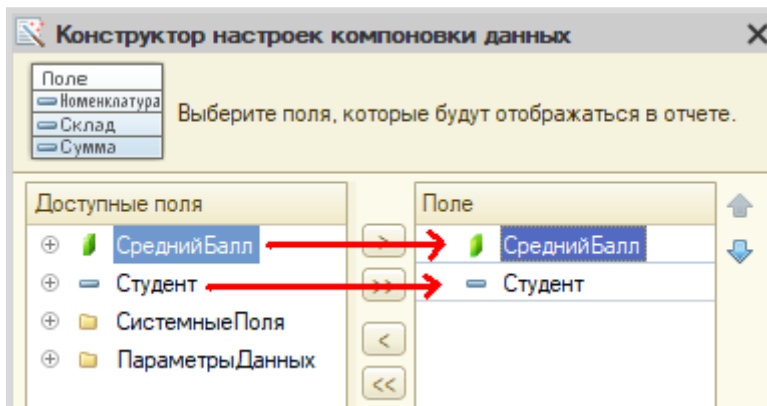 Конструктор настроек компоновки данных
Поле
Номенклатура
Склад
Сумма
Выберите поля, которые будут отображаться в отчете.
Доступные поля
Поле
СреднийБалл
>
СреднийБалл
Студент
>>
Студент
СистемныеПоля
<
ПараметрыДанных
<<